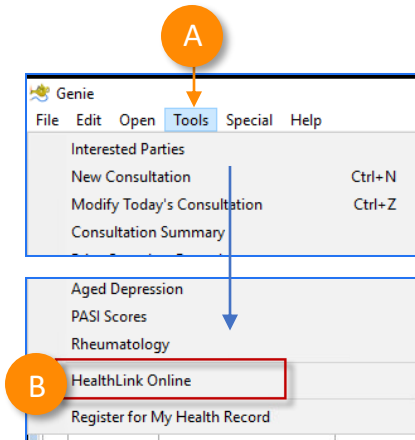 A
Genie
File Edit Open Tools Special Help
Interested Parties
New Consultation Ctrl+N
Modify Today's Consultation Ctrl+Z
Consultation Summary
Aged Depression
PASI Scores
Rheumatology
B HealthLink Online
Register for My Health Record